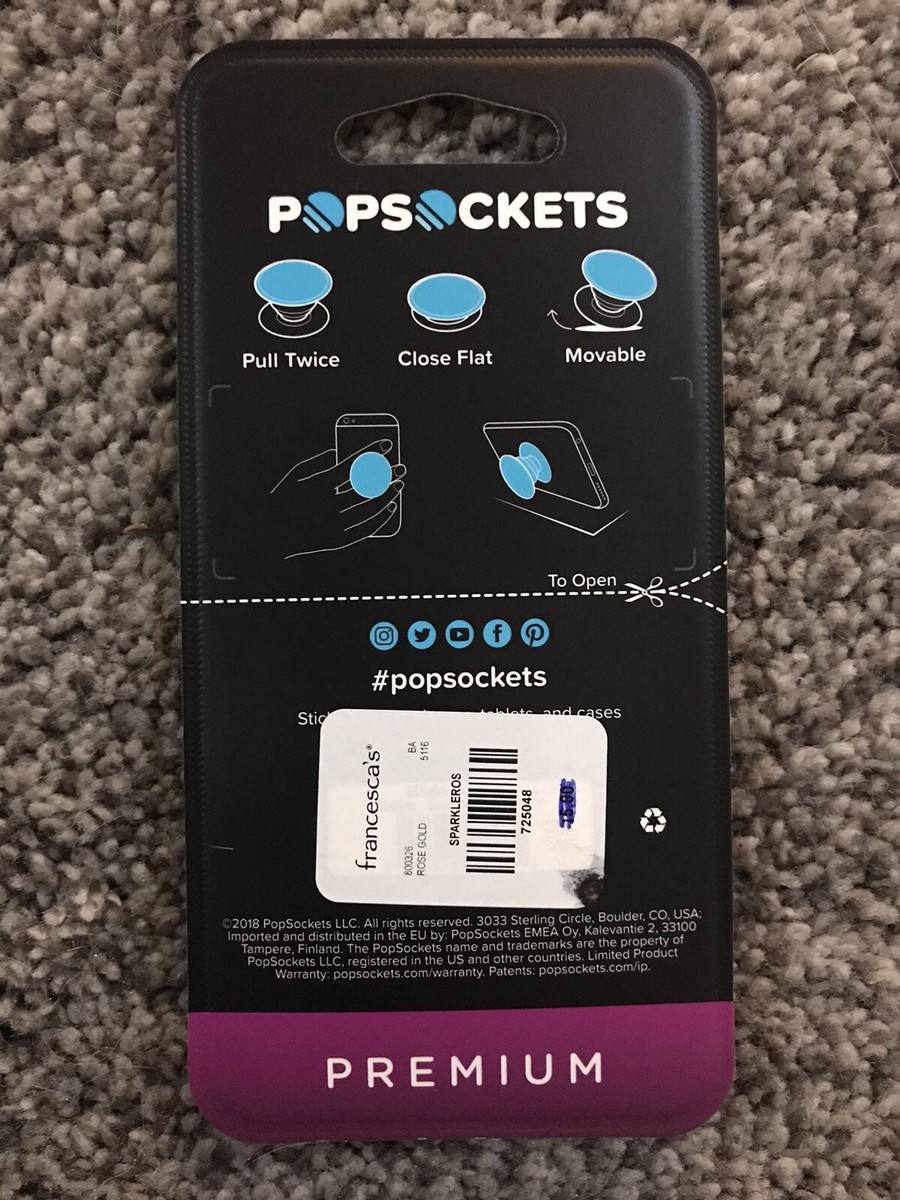 POPSOCKETS
Pull Twice
Close Flat
Movable
To Open
#popsockets
tablets, and cases
francesca's®
BA
5116
800326
ROSE GOLD
SPARKLEROS
725048
©2018 PopSockets LLC. All rights reserved. 3033 Sterling Circle, Boulder, CO, USA;
Imported and distributed in the EU by: PopSockets EMEA Oy, Kalevantie 2, 33100
Tampere, Finland. The PopSockets name and trademarks are the property of
PopSockets LLC, registered in the US and other countries. Limited Product
Warranty: popsockets.com/warranty. Patents: popsockets.com/ip.
PREMIUM